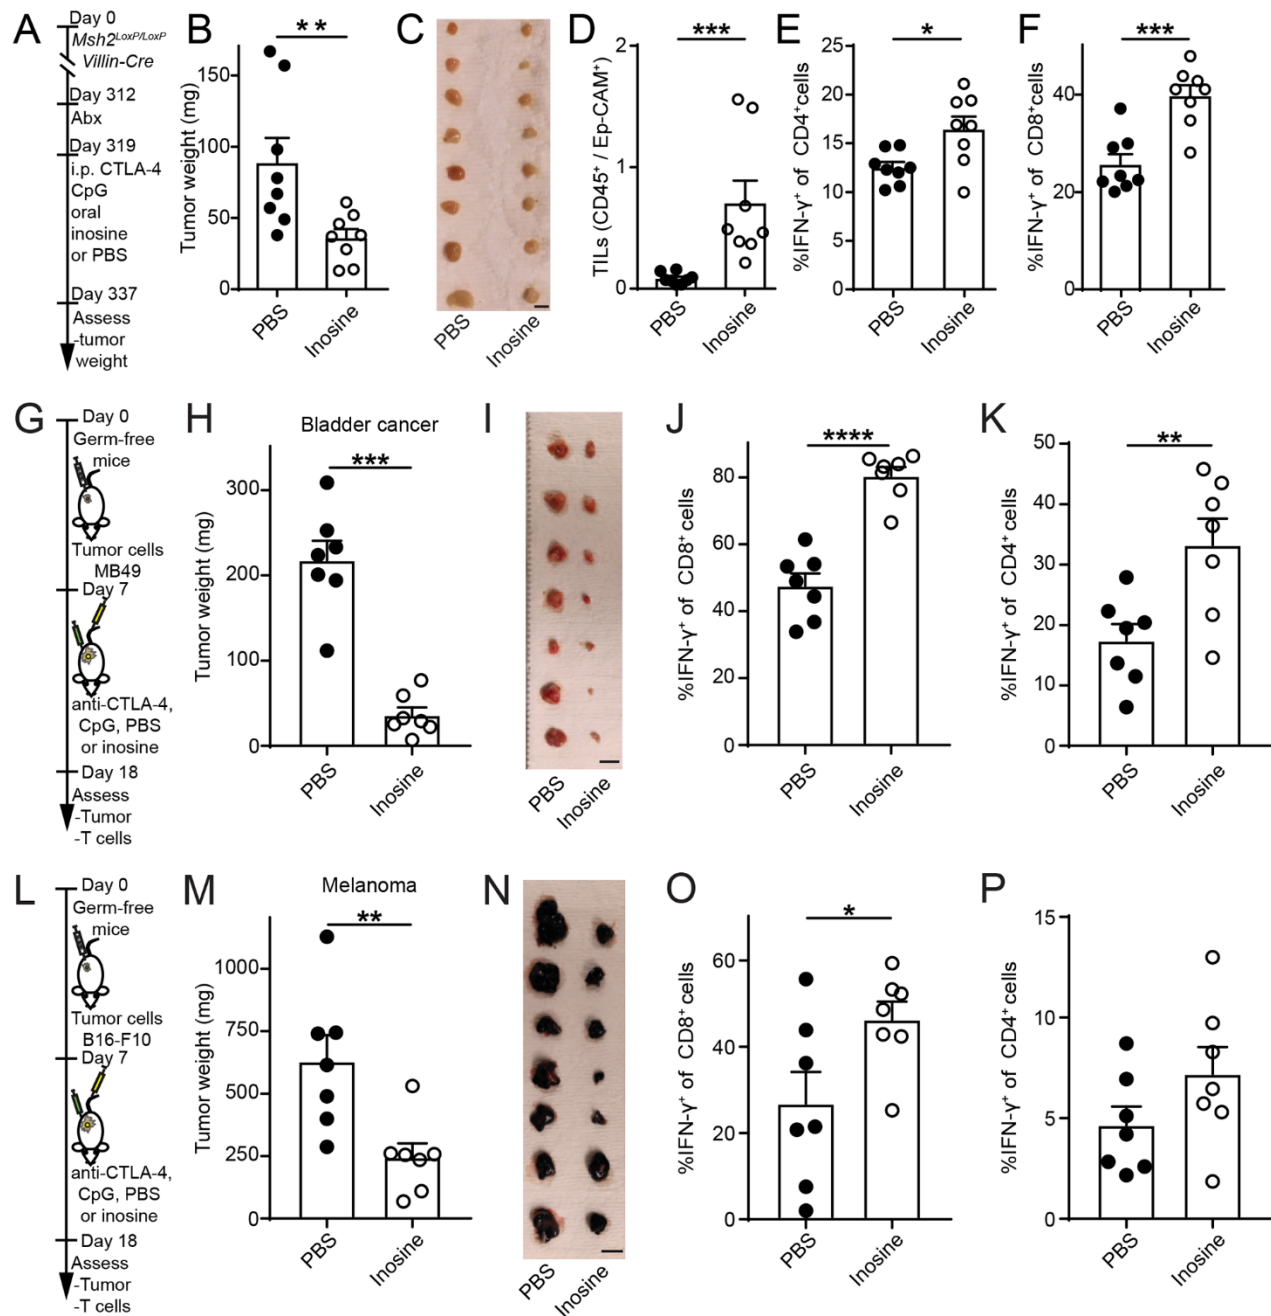 A
Day 0
Msh2LoxP/LoxP
Villin-Cre
Day 312
Abx
Day 319
i.p. CTLA-4
CpG
oral
inosine
or PBS
Day 337
Assess
-tumor
weight
B
**
Tumor weight (mg)
150
100
50
0
PBS
Inosine
C
PBS
Inosine
D
***
TILs (CD45+ / Ep-CAM+)
2
1
0
PBS
Inosine
E
*
%IFN-γ+ of CD4+cells
25
20
15
10
5
0
PBS
Inosine
F
***
%IFN-γ+ of CD8+cells
40
20
0
PBS
Inosine
G
Day 0
Germ-free
mice
Tumor cells
MB49
Day 7
anti-CTLA-4,
CpG, PBS
or inosine
Day 18
Assess
-Tumor
-T cells
H
Bladder cancer
***
Tumor weight (mg)
300
200
100
0
PBS
Inosine
I
PBS
Inosine
J
****
%IFN-γ+ of CD8+ cells
80
60
40
20
0
PBS
Inosine
K
**
%IFN-γ+ of CD4+ cells
50
40
30
20
10
0
PBS
Inosine
L
Day 0
Germ-free
mice
Tumor cells
B16-F10
Day 7
anti-CTLA-4,
CpG, PBS
or inosine
Day 18
Assess
-Tumor
-T cells
M
Melanoma
**
Tumor weight (mg)
1000
750
500
250
0
PBS
Inosine
N
PBS
Inosine
O
*
%IFN-γ+ of CD8+ cells
60
40
20
0
PBS
Inosine
P
%IFN-γ+ of CD4+ cells
15
10
5
0
PBS
Inosine